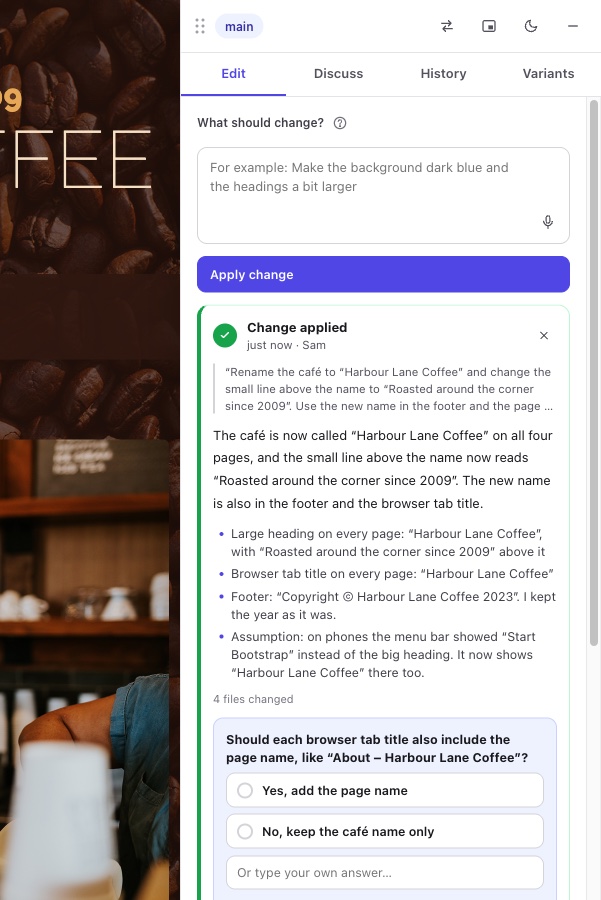 main
Edit
Discuss
History
Variants
09
FFEE
What should change?
For example: Make the background dark blue and
the headings a bit larger
Apply change
Change applied
just now · Sam
“Rename the café to “Harbour Lane Coffee” and change the
small line above the name to “Roasted around the corner
since 2009”. Use the new name in the footer and the page ...
The café is now called “Harbour Lane Coffee” on all four
pages, and the small line above the name now reads
“Roasted around the corner since 2009”. The new name
is also in the footer and the browser tab title.
• Large heading on every page: “Harbour Lane Coffee”,
with “Roasted around the corner since 2009” above it
• Browser tab title on every page: “Harbour Lane Coffee”
• Footer: “Copyright © Harbour Lane Coffee 2023”. I kept
the year as it was.
• Assumption: on phones the menu bar showed “Start
Bootstrap” instead of the big heading. It now shows
“Harbour Lane Coffee” there too.
4 files changed
Should each browser tab title also include the
page name, like “About – Harbour Lane Coffee”?
Yes, add the page name
No, keep the café name only
Or type your own answer...